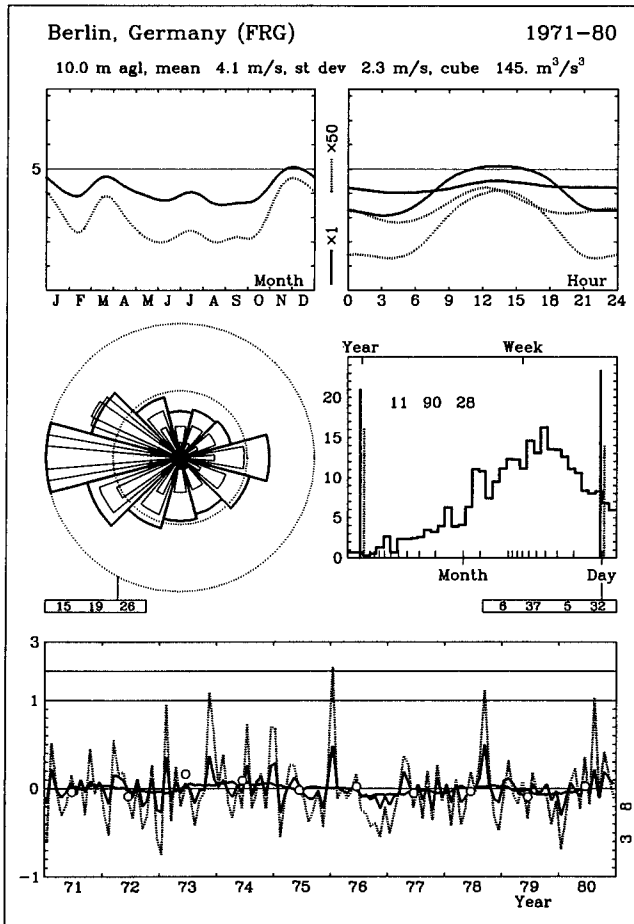 Berlin, Germany (FRG) 1971-80
10.0 m agl, mean 4.1 m/s, st dev 2.3 m/s, cube 145. m³/s³
5
×1 ×50
Month
Hour
J F M A M J J A S O N D
0 3 6 9 12 15 18 21 24
Year Week
20
15
10
5
0
11 90 28
Month Day
15 19 26
6 37 5 32
3
1
0
-1
3 8
71 72 73 74 75 76 77 78 79 80
Year